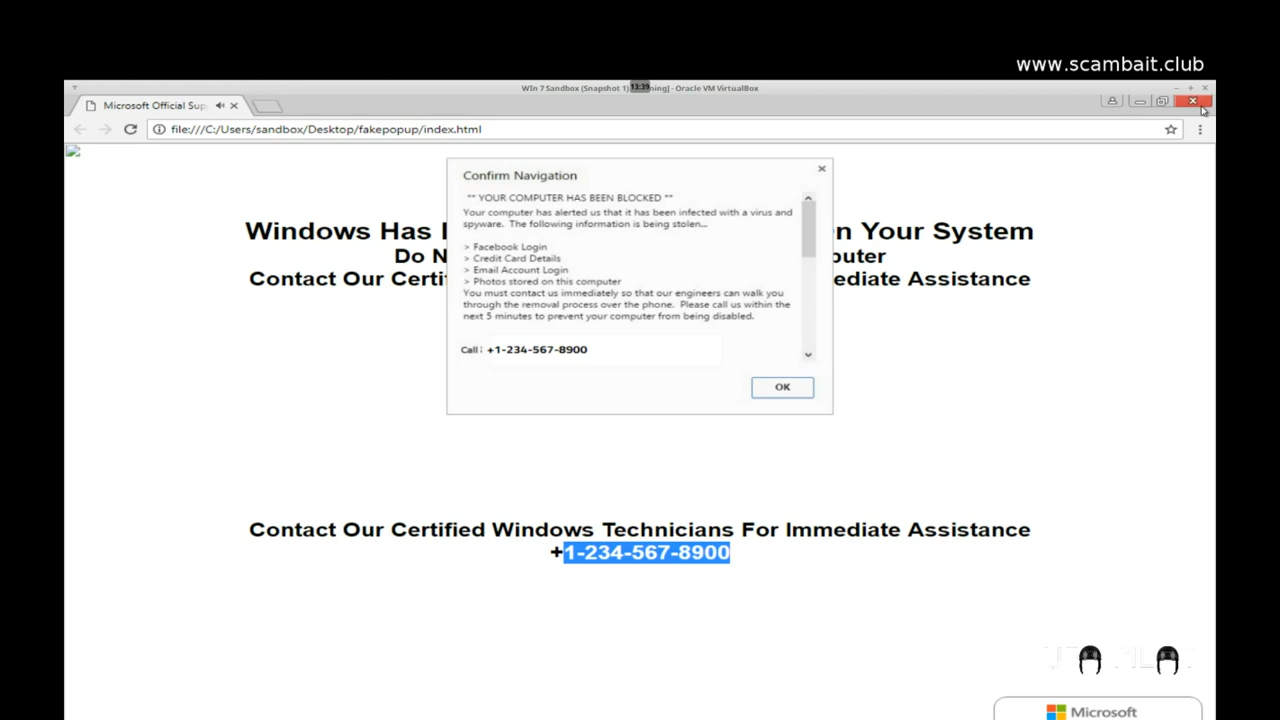 www.scambait.club
WIn 7 Sandbox (Snapshot 1) ning] - Oracle VM VirtualBox
13:39
Microsoft Official Sup
file:///C:/Users/sandbox/Desktop/fakepopup/index.html
Confirm Navigation
** YOUR COMPUTER HAS BEEN BLOCKED **
Your computer has alerted us that it has been infected with a virus and
spyware. The following information is being stolen...
> Facebook Login
> Credit Card Details
> Email Account Login
> Photos stored on this computer
You must contact us immediately so that our engineers can walk you
through the removal process over the phone. Please call us within the
next 5 minutes to prevent your computer from being disabled.
Call: +1-234-567-8900
OK
Windows Has n Your System
Do N puter
Contact Our Certif ediate Assistance
Contact Our Certified Windows Technicians For Immediate Assistance
+1-234-567-8900
Microsoft